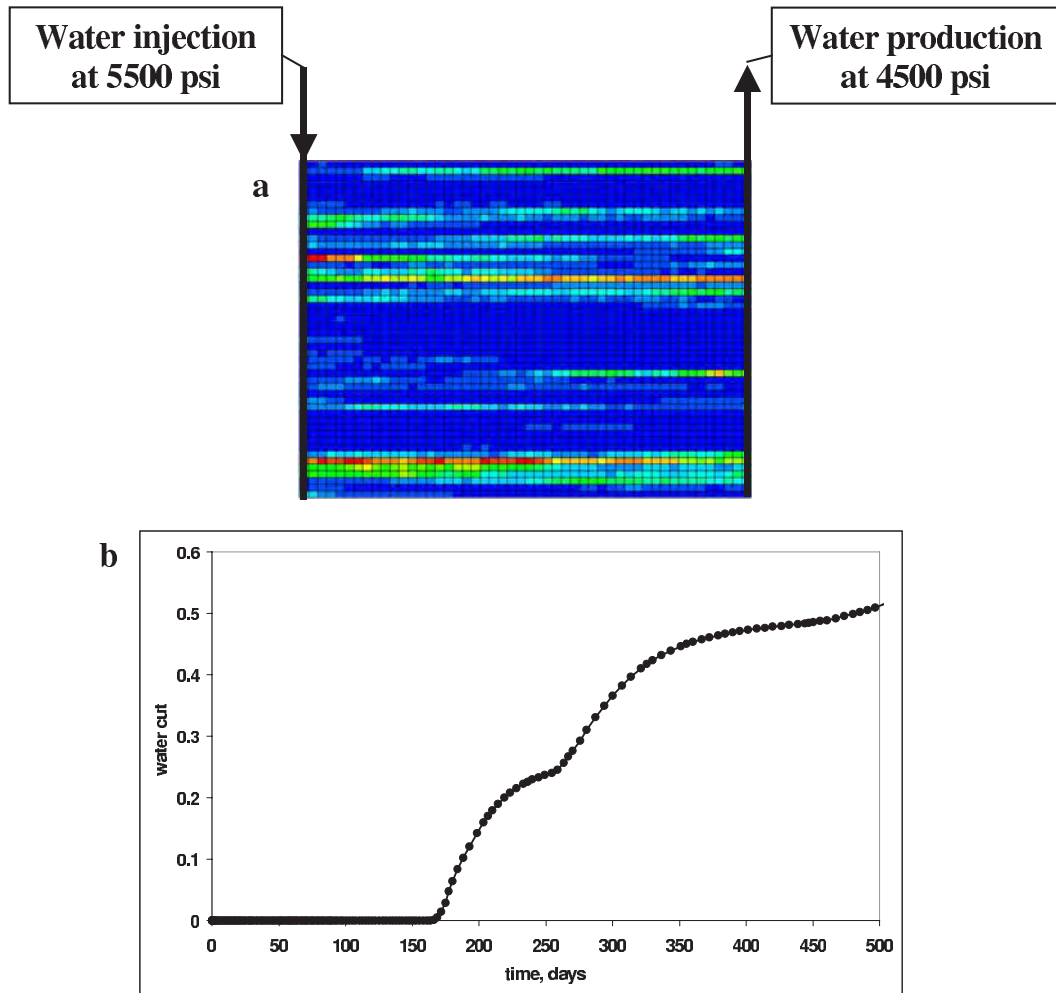 Water injection
at 5500 psi
Water production
at 4500 psi
a
b
0.6
0.5
0.4
0.3
0.2
0.1
0
water cut
0 50 100 150 200 250 300 350 400 450 500
time, days